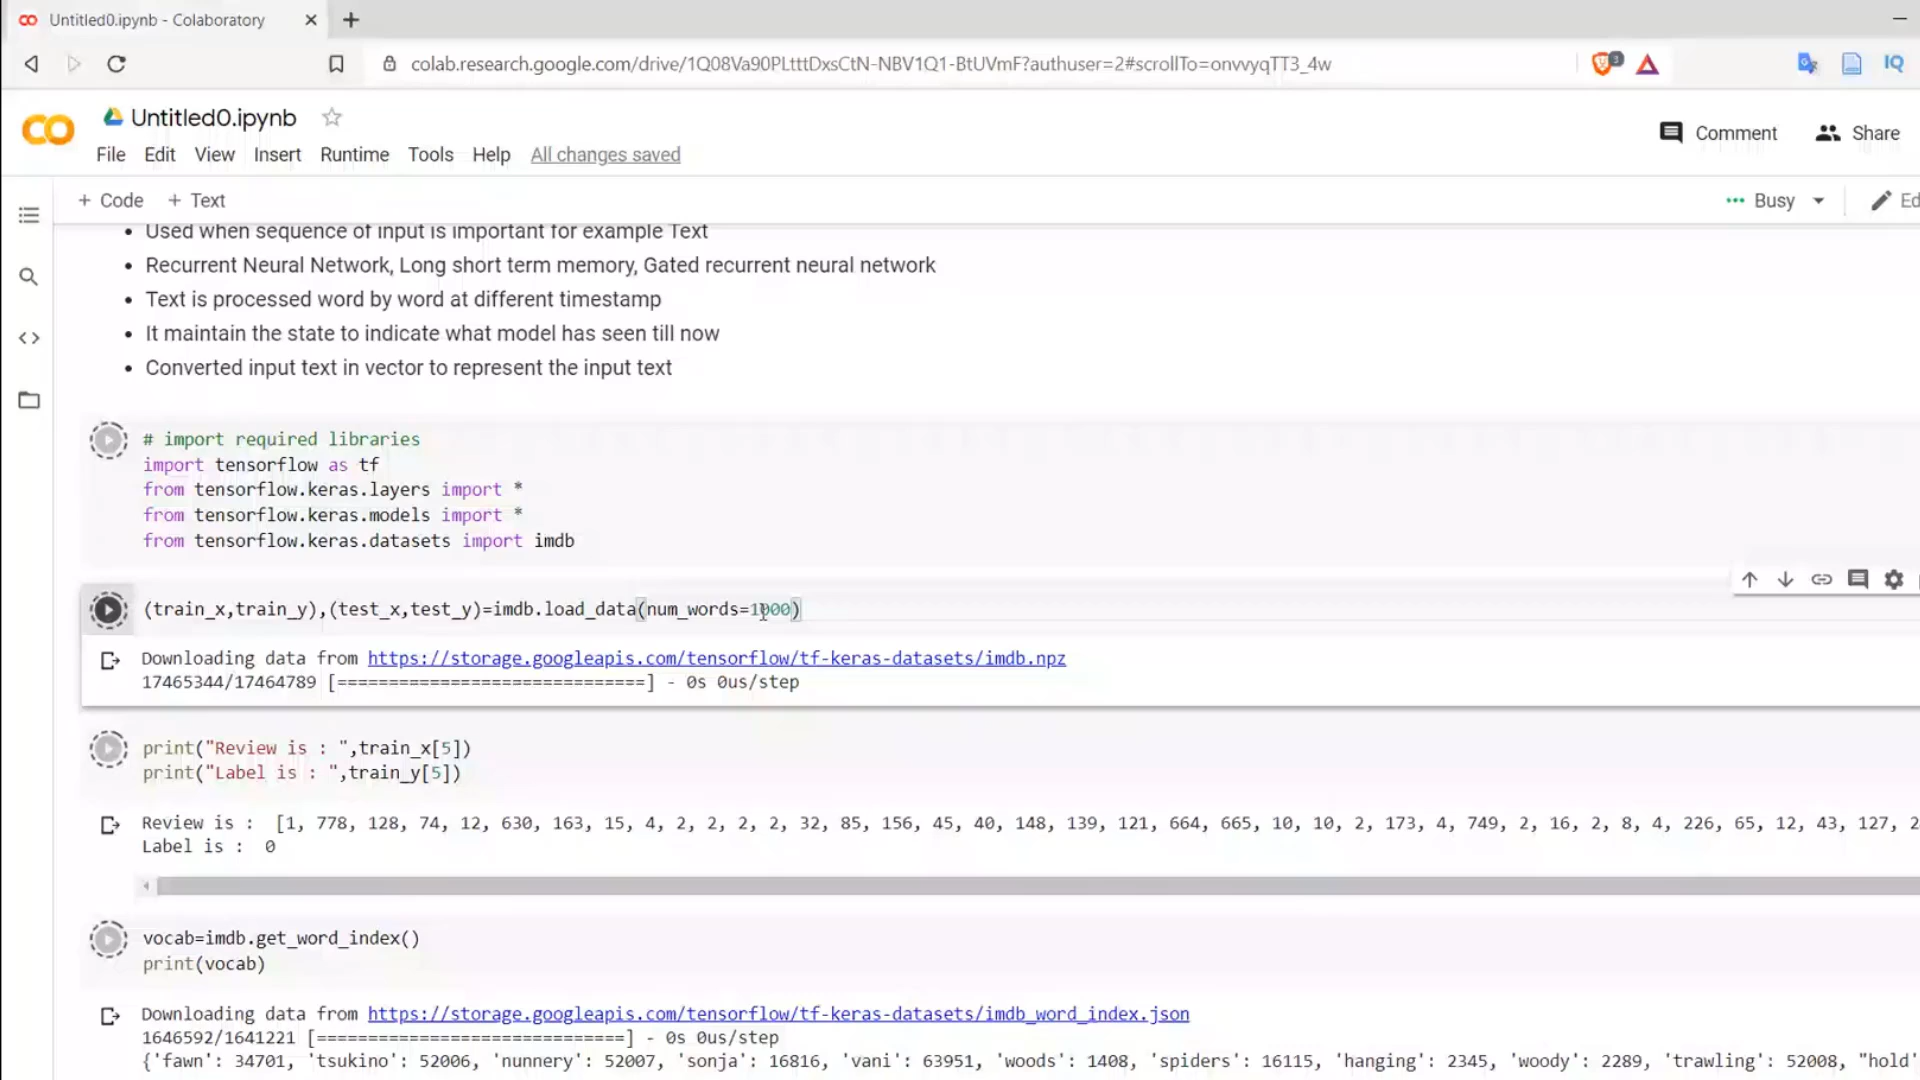 Untitled0.ipynb - Colaboratory
colab.research.google.com/drive/1Q08Va90PLtttDxsCtN-NBV1Q1-BtUVmF?authuser=2#scrollTo=onvvyqTT3_4w
3
IQ
CO
Untitled0.ipynb
File Edit View Insert Runtime Tools Help All changes saved
Comment
Share
+ Code + Text
Busy
Ed
• Used when sequence of input is important for example Text
• Recurrent Neural Network, Long short term memory, Gated recurrent neural network
• Text is processed word by word at different timestamp
• It maintain the state to indicate what model has seen till now
• Converted input text in vector to represent the input text
# import required libraries
import tensorflow as tf
from tensorflow.keras.layers import *
from tensorflow.keras.models import *
from tensorflow.keras.datasets import imdb
(train_x,train_y),(test_x,test_y)=imdb.load_data(num_words=1000)
Downloading data from https://storage.googleapis.com/tensorflow/tf-keras-datasets/imdb.npz
17465344/17464789 [==============================] - 0s 0us/step
print("Review is : ",train_x[5])
print("Label is : ",train_y[5])
Review is :  [1, 778, 128, 74, 12, 630, 163, 15, 4, 2, 2, 2, 2, 32, 85, 156, 45, 40, 148, 139, 121, 664, 665, 10, 10, 2, 173, 4, 749, 2, 16, 2, 8, 4, 226, 65, 12, 43, 127, 2
Label is :  0
vocab=imdb.get_word_index()
print(vocab)
Downloading data from https://storage.googleapis.com/tensorflow/tf-keras-datasets/imdb_word_index.json
1646592/1641221 [==============================] - 0s 0us/step
{'fawn': 34701, 'tsukino': 52006, 'nunnery': 52007, 'sonja': 16816, 'vani': 63951, 'woods': 1408, 'spiders': 16115, 'hanging': 2345, 'woody': 2289, 'trawling': 52008, "hold'